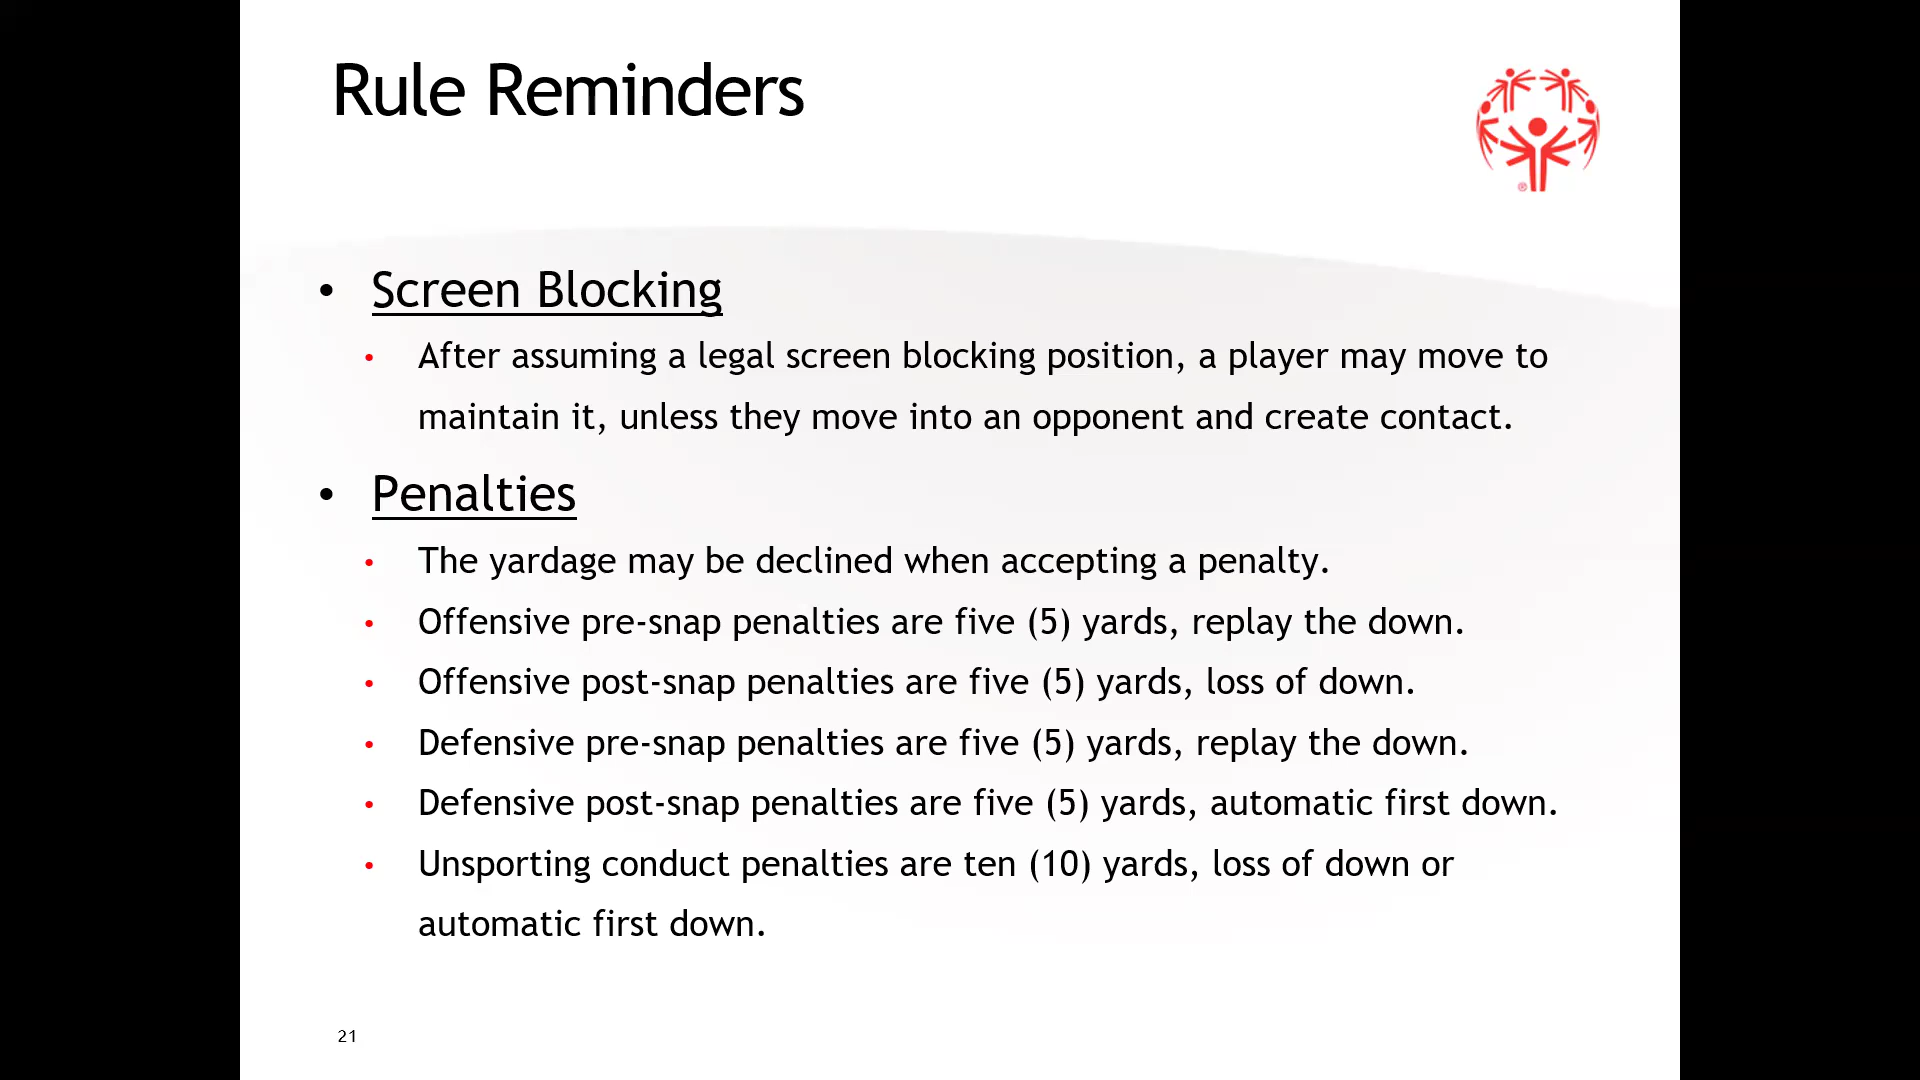 Rule Reminders
®
• Screen Blocking
• After assuming a legal screen blocking position, a player may move to
maintain it, unless they move into an opponent and create contact.
• Penalties
• The yardage may be declined when accepting a penalty.
• Offensive pre-snap penalties are five (5) yards, replay the down.
• Offensive post-snap penalties are five (5) yards, loss of down.
• Defensive pre-snap penalties are five (5) yards, replay the down.
• Defensive post-snap penalties are five (5) yards, automatic first down.
• Unsporting conduct penalties are ten (10) yards, loss of down or
automatic first down.
21